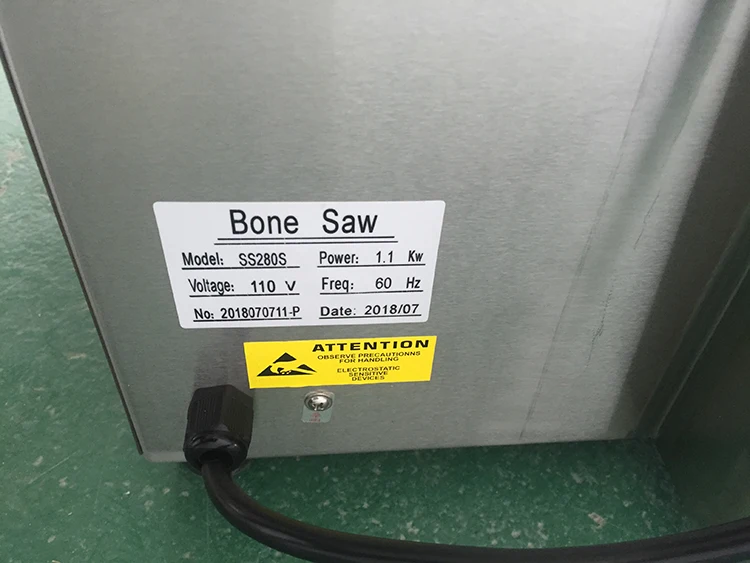 Bone Saw
Model: SS280S Power: 1.1 Kw
Voltage: 110 V Freq: 60 Hz
No: 2018070711-P Date: 2018/07
ATTENTION
OBSERVE PRECAUTIONNS
FOR HANDLING
ELECTROSTATIC
SENSITIVE
DEVICES